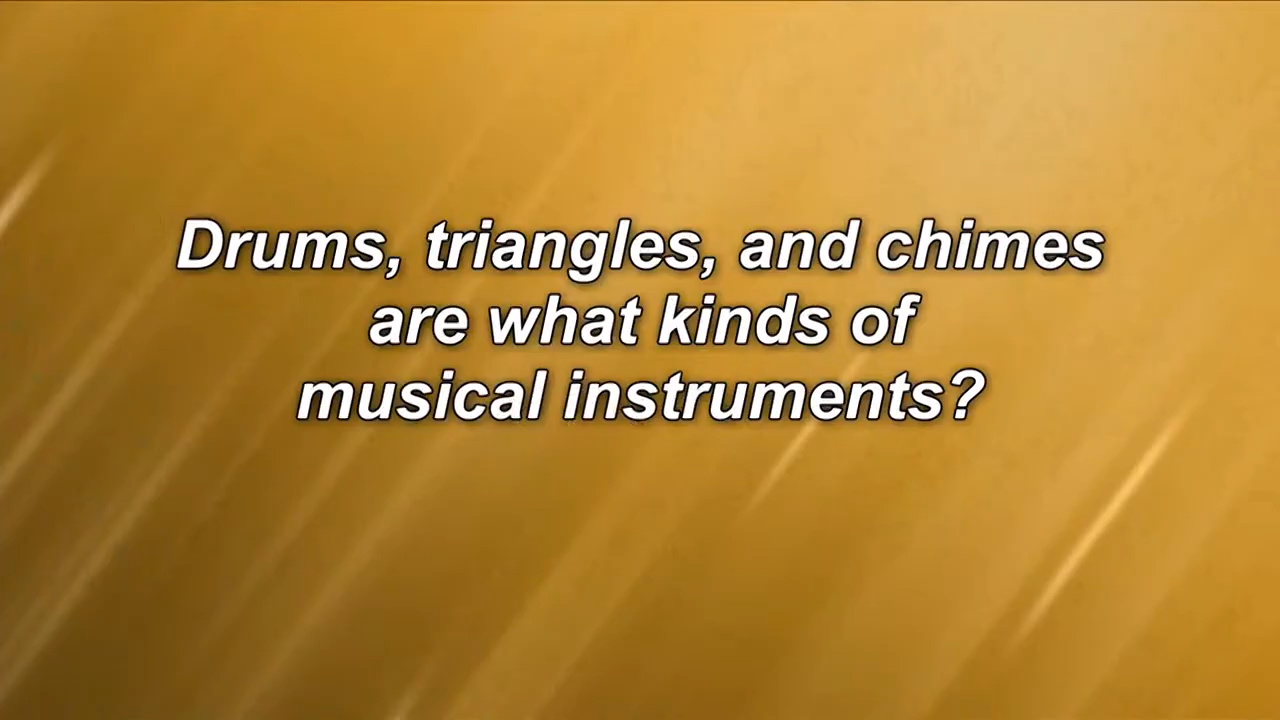 Drums, triangles, and chimes
are what kinds of
musical instruments?